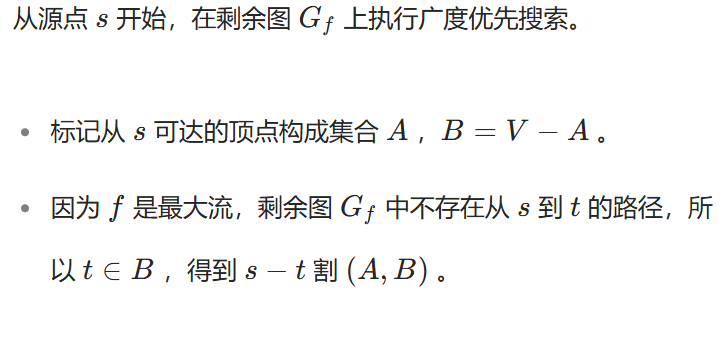 从源点 s 开始，在剩余图 G_f 上执行广度优先搜索。
• 标记从 s 可达的顶点构成集合 A ，B = V − A 。
• 因为 f 是最大流，剩余图 G_f 中不存在从 s 到 t 的路径，所
以 t ∈ B ，得到 s − t 割 (A, B) 。